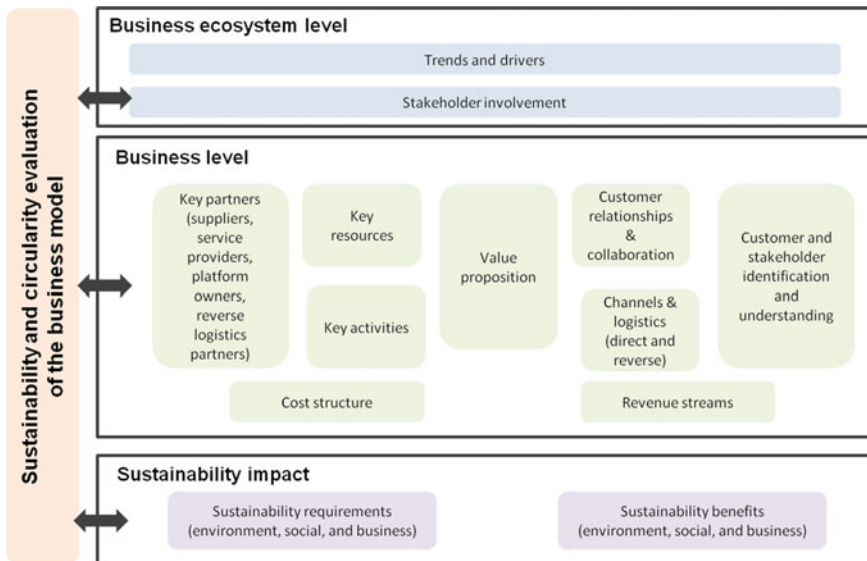 Sustainability and circularity evaluation
of the business model
Business ecosystem level
Trends and drivers
Stakeholder involvement
Business level
Key partners
(suppliers,
service
providers,
platform
owners,
reverse
logistics
partners)
Key
resources
Key activities
Value
proposition
Customer
relationships
&
collaboration
Channels &
logistics
(direct and
reverse)
Customer and
stakeholder
identification
and
understanding
Cost structure
Revenue streams
Sustainability impact
Sustainability requirements
(environment, social, and business)
Sustainability benefits
(environment, social, and business)